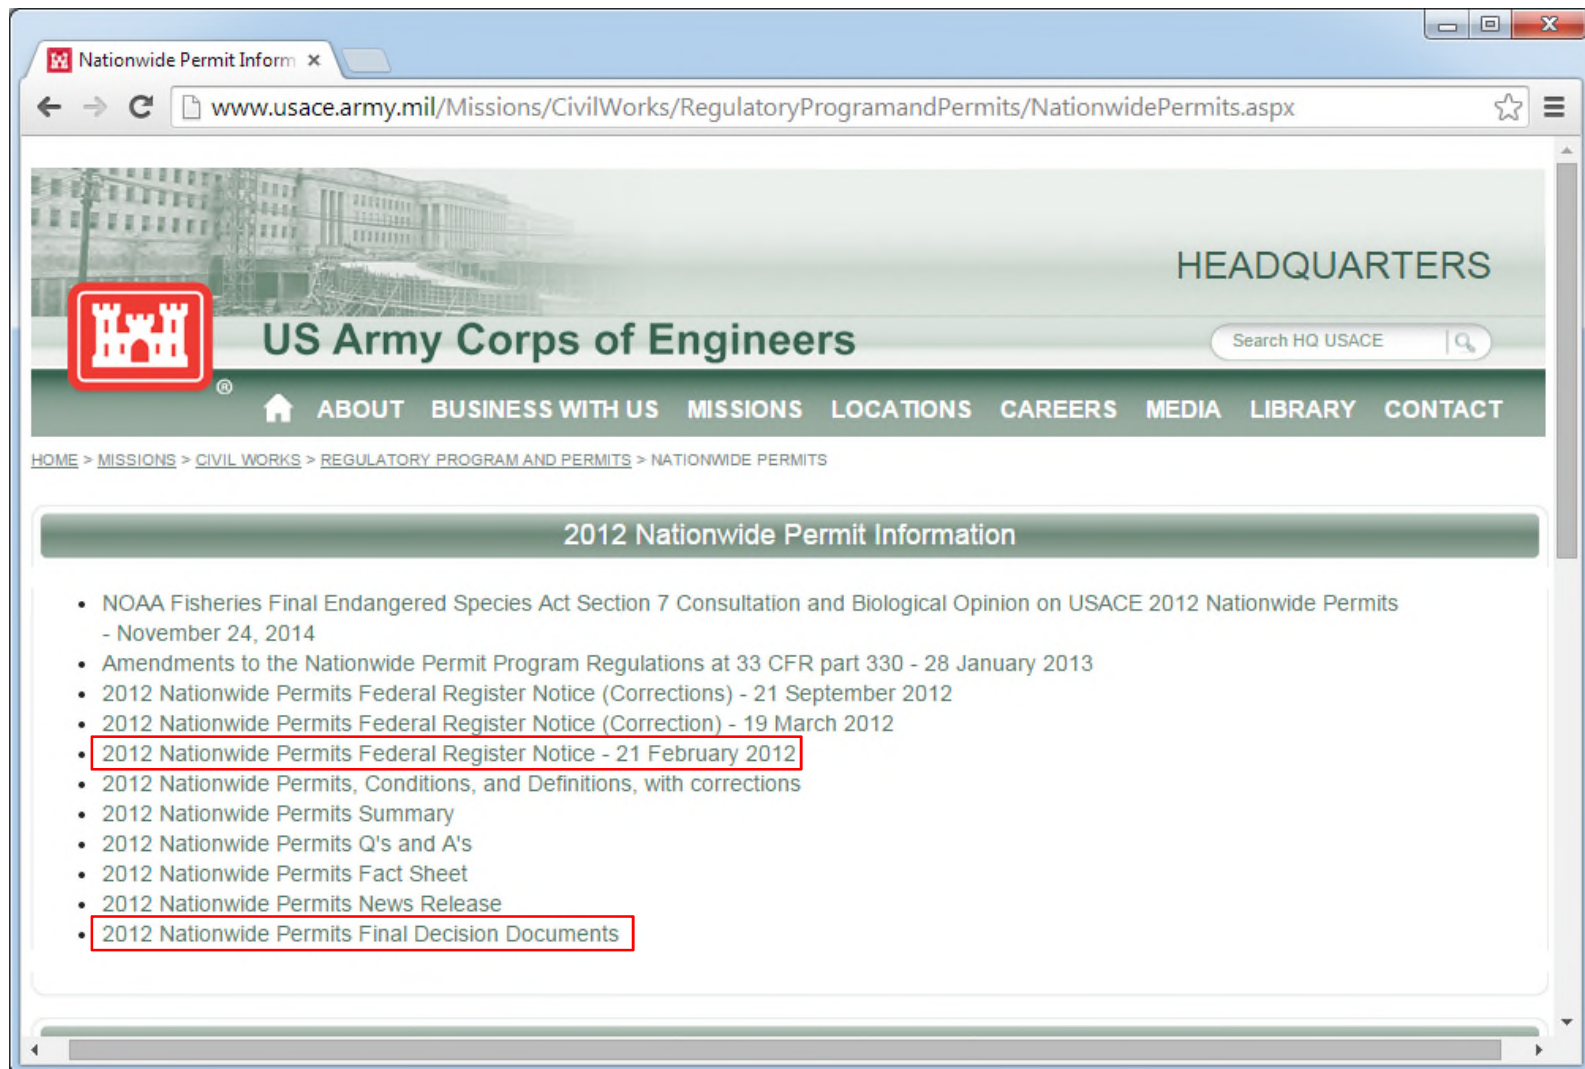 Nationwide Permit Inform
www.usace.army.mil/Missions/CivilWorks/RegulatoryProgramandPermits/NationwidePermits.aspx
HEADQUARTERS
US Army Corps of Engineers
Search HQ USACE
®
ABOUT BUSINESS WITH US MISSIONS LOCATIONS CAREERS MEDIA LIBRARY CONTACT
HOME > MISSIONS > CIVIL WORKS > REGULATORY PROGRAM AND PERMITS > NATIONWIDE PERMITS
2012 Nationwide Permit Information
• NOAA Fisheries Final Endangered Species Act Section 7 Consultation and Biological Opinion on USACE 2012 Nationwide Permits
- November 24, 2014
• Amendments to the Nationwide Permit Program Regulations at 33 CFR part 330 - 28 January 2013
• 2012 Nationwide Permits Federal Register Notice (Corrections) - 21 September 2012
• 2012 Nationwide Permits Federal Register Notice (Correction) - 19 March 2012
• 2012 Nationwide Permits Federal Register Notice - 21 February 2012
• 2012 Nationwide Permits, Conditions, and Definitions, with corrections
• 2012 Nationwide Permits Summary
• 2012 Nationwide Permits Q's and A's
• 2012 Nationwide Permits Fact Sheet
• 2012 Nationwide Permits News Release
• 2012 Nationwide Permits Final Decision Documents